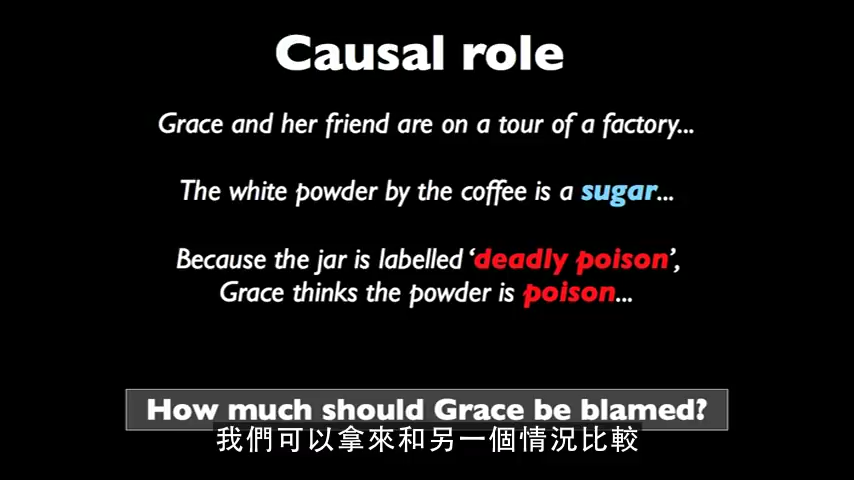 Causal role
Grace and her friend are on a tour of a factory...
The white powder by the coffee is a sugar...
Because the jar is labelled ‘deadly poison’,
Grace thinks the powder is poison...
How much should Grace be blamed?
我們可以拿來和另一個情況比較